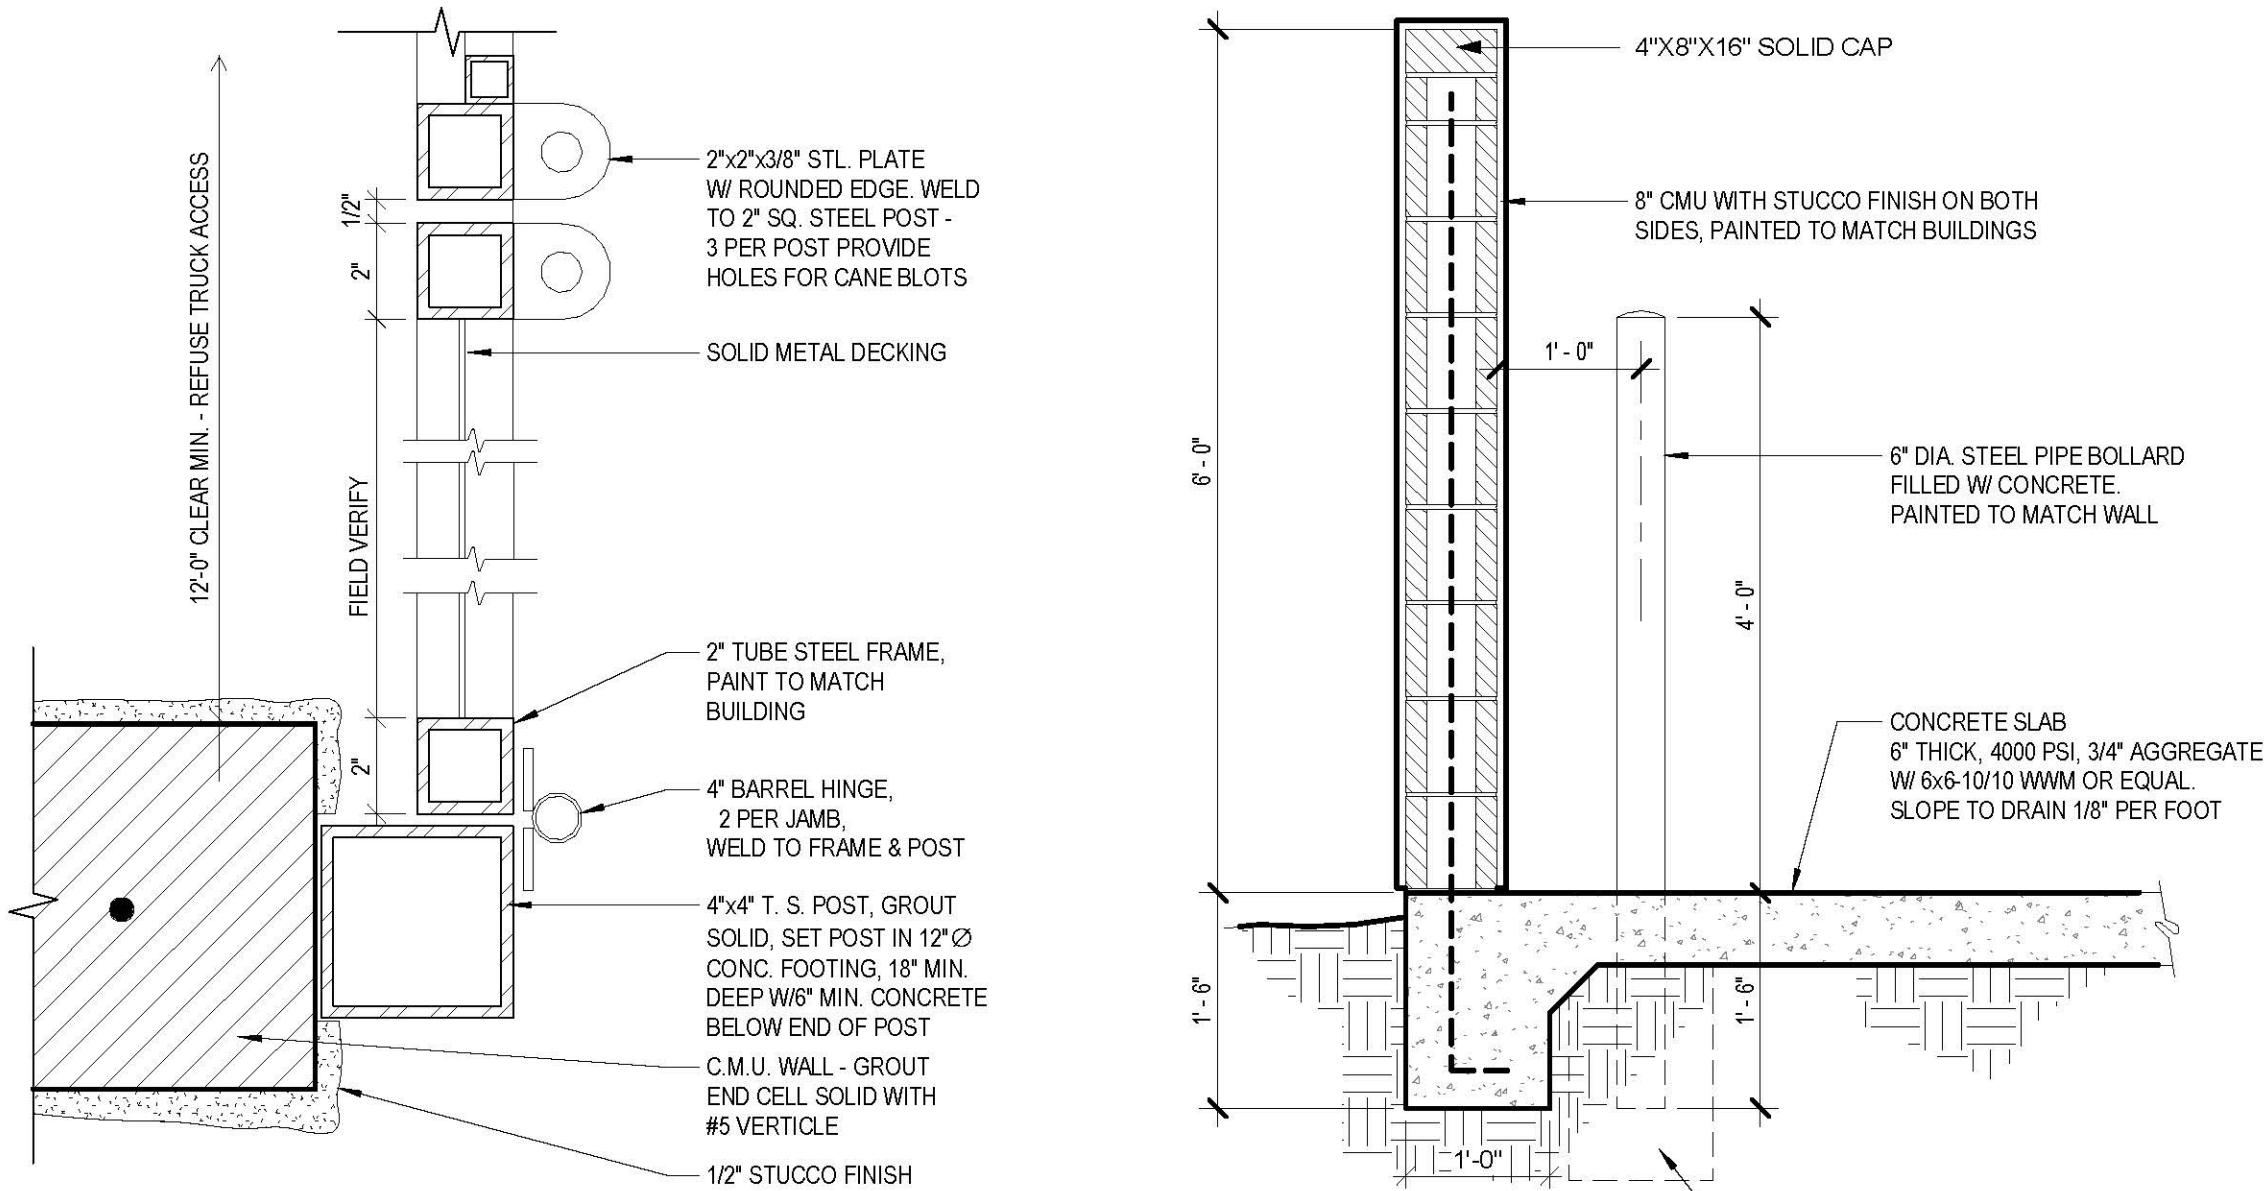 12'-0" CLEAR MIN. - REFUSE TRUCK ACCESS
1/2"
2"
FIELD VERIFY
2"
2"x2"x3/8" STL. PLATE
W/ ROUNDED EDGE. WELD
TO 2" SQ. STEEL POST -
3 PER POST PROVIDE
HOLES FOR CANE BLOTS
SOLID METAL DECKING
2" TUBE STEEL FRAME,
PAINT TO MATCH
BUILDING
4" BARREL HINGE,
2 PER JAMB,
WELD TO FRAME & POST
4"x4" T. S. POST, GROUT
SOLID, SET POST IN 12"Ø
CONC. FOOTING, 18" MIN.
DEEP W/6" MIN. CONCRETE
BELOW END OF POST
C.M.U. WALL - GROUT
END CELL SOLID WITH
#5 VERTICLE
1/2" STUCCO FINISH
4"X8"X16" SOLID CAP
8" CMU WITH STUCCO FINISH ON BOTH
SIDES, PAINTED TO MATCH BUILDINGS
1' - 0"
6' - 0"
6" DIA. STEEL PIPE BOLLARD
FILLED W/ CONCRETE.
PAINTED TO MATCH WALL
4' - 0"
CONCRETE SLAB
6" THICK, 4000 PSI, 3/4" AGGREGATE
W/ 6x6-10/10 WWM OR EQUAL.
SLOPE TO DRAIN 1/8" PER FOOT
1' - 6"
1' - 6"
1'-0"